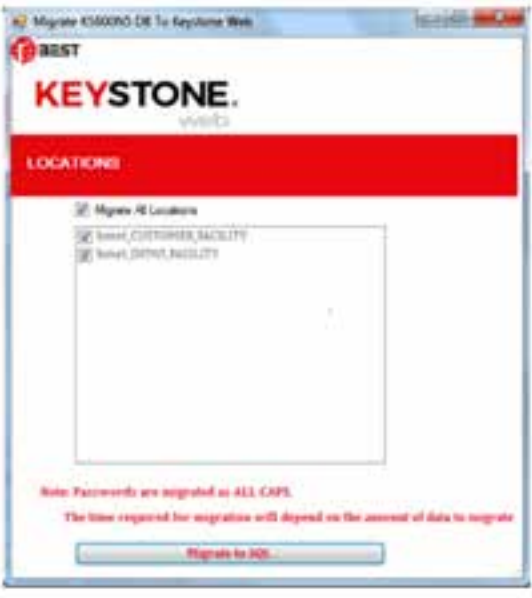 Migrate KS600N5 DB To Keystone Web
BEST
KEYSTONE.
web
LOCATIONS
Migrate All Locations
Note: Passwords are migrated as ALL CAPS.
The time required for migration will depend on the amount of data to migrate
Migrate to SQL